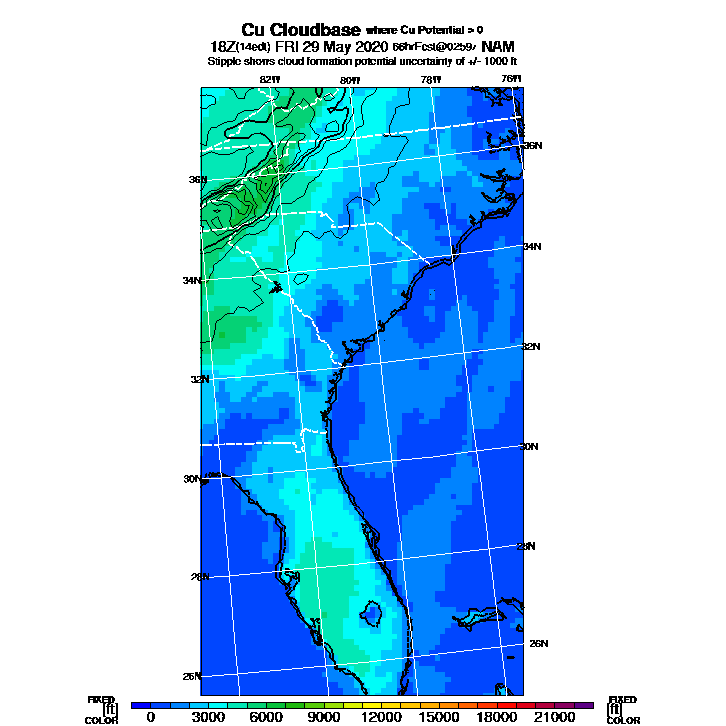 Cu Cloudbase where Cu Potential > 0
18Z(14edt) FRI 29 May 2020 66hrFcst@0259z NAM
Stipple shows cloud formation potential uncertainty of +/- 1000 ft
82W 80W 78W 76W
36N
36N
34N
34N
32N
32N
30N
30N
28N
28N
26N
26N
FIXED FIXED
[ft] 0 3000 6000 9000 12000 15000 18000 21000 [ft]
COLOR COLOR